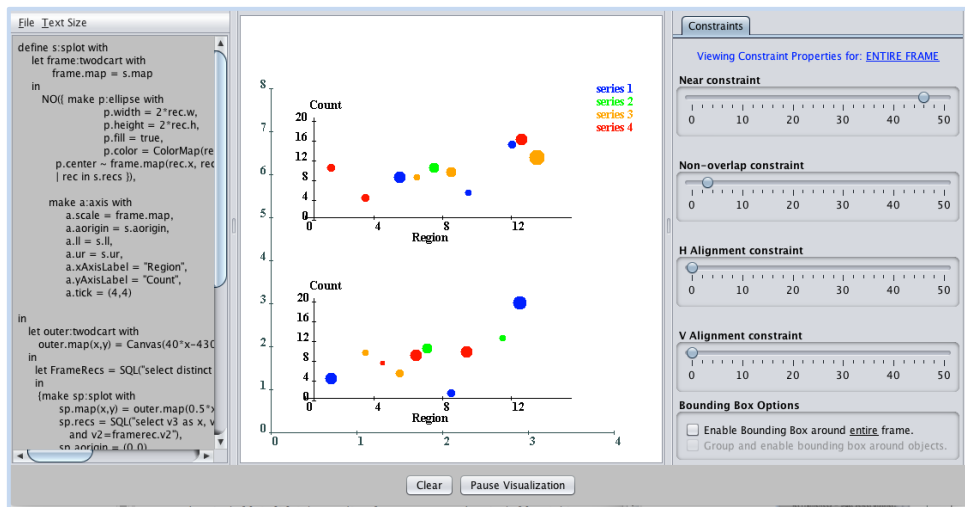 File Text Size
define s:splot with
let frame:twodcart with
frame.map = s.map
in
NO({ make p:ellipse with
p.width = 2*rec.w,
p.height = 2*rec.h,
p.fill = true,
p.color = ColorMap(re
p.center ~ frame.map(rec.x, rec
| rec in s.recs }),
make a:axis with
a.scale = frame.map,
a.aorigin = s.aorigin,
a.ll = s.ll,
a.ur = s.ur,
a.xAxisLabel = "Region",
a.yAxisLabel = "Count",
a.tick = (4,4)
in
let outer:twodcart with
outer.map(x,y) = Canvas(40*x-430
in
let FrameRecs = SQL("select distinct
in
{make sp:splot with
sp.map(x,y) = outer.map(0.5*x
sp.recs = SQL("select v3 as x, v
and v2=framerec.v2"),
sp.aorigin = (0,0)
8
7
6
5
4
3
2
1
0
0 1 2 3 4
series 1
series 2
series 3
series 4
Count
20
16
12
8
4
0
0 4 8 12
Region
Count
20
16
12
8
4
0
0 4 8 12
Region
Constraints
Viewing Constraint Properties for: ENTIRE FRAME
Near constraint
0 10 20 30 40 50
Non-overlap constraint
0 10 20 30 40 50
H Alignment constraint
0 10 20 30 40 50
V Alignment constraint
0 10 20 30 40 50
Bounding Box Options
Enable Bounding Box around entire frame.
Group and enable bounding box around objects.
Clear Pause Visualization